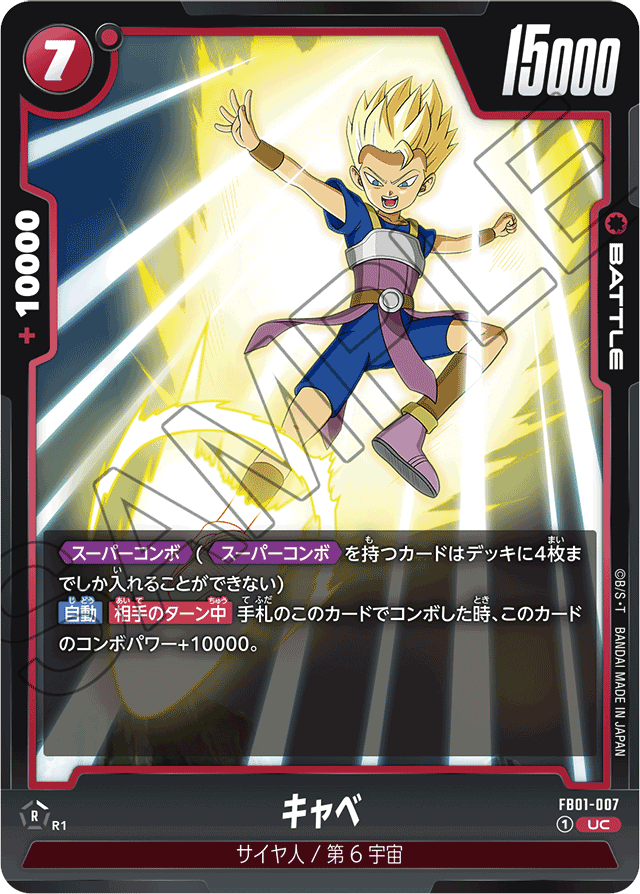 7
15000
+10000
BATTLE
SAMPLE
スーパーコンボ ( スーパーコンボ を持つカードはデッキに4枚ま
でしか入れることができない)
自動 相手のターン中 手札のこのカードでコンボした時、このカード
のコンボパワー+10000。
©B/S・T BANDAI MADE IN JAPAN
R
R1
キャベ
FB01-007
1 UC
サイヤ人 / 第6宇宙